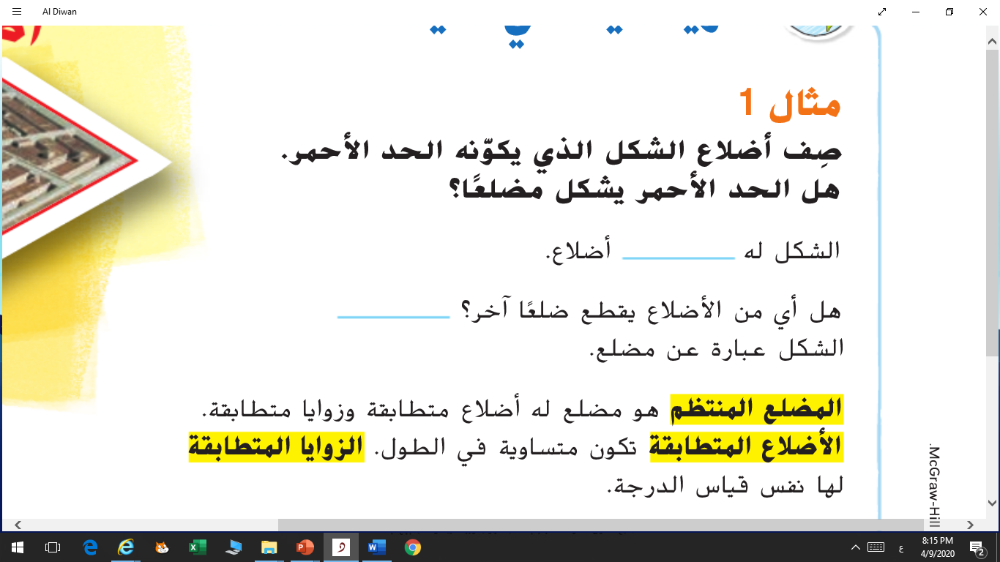 Al Diwan
مثال 1
صِف أضلاع الشكل الذي يكوّنه الحد الأحمر.
هل الحد الأحمر يشكل مضلعًا؟
الشكل له ________ أضلاع.
هل أي من الأضلاع يقطع ضلعًا آخر؟ ________
الشكل عبارة عن مضلع.
المضلع المنتظم هو مضلع له أضلاع متطابقة وزوايا متطابقة.
الأضلاع المتطابقة تكون متساوية في الطول. الزوايا المتطابقة
لها نفس قياس الدرجة.
McGraw-Hill.
ع
8:15 PM
4/9/2020
2